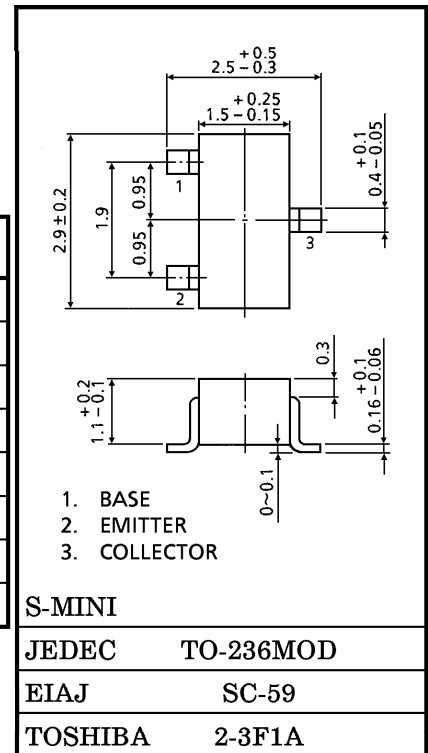 +0.5
2.5 −0.3
+0.25
1.5 −0.15
2.9±0.2
1.9
0.95
0.95
1
2
3
+0.1
0.4 −0.05
+0.2
1.1 −0.1
0.3
+0.1
0.16 −0.06
0~0.1
1. BASE
2. EMITTER
3. COLLECTOR
S-MINI
JEDEC TO-236MOD
EIAJ SC-59
TOSHIBA 2-3F1A